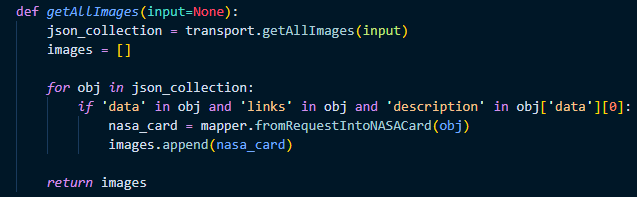 def getAllImages(input=None):
    json_collection = transport.getAllImages(input)
    images = []

    for obj in json_collection:
        if 'data' in obj and 'links' in obj and 'description' in obj['data'][0]:
            nasa_card = mapper.fromRequestIntoNASACard(obj)
            images.append(nasa_card)

    return images